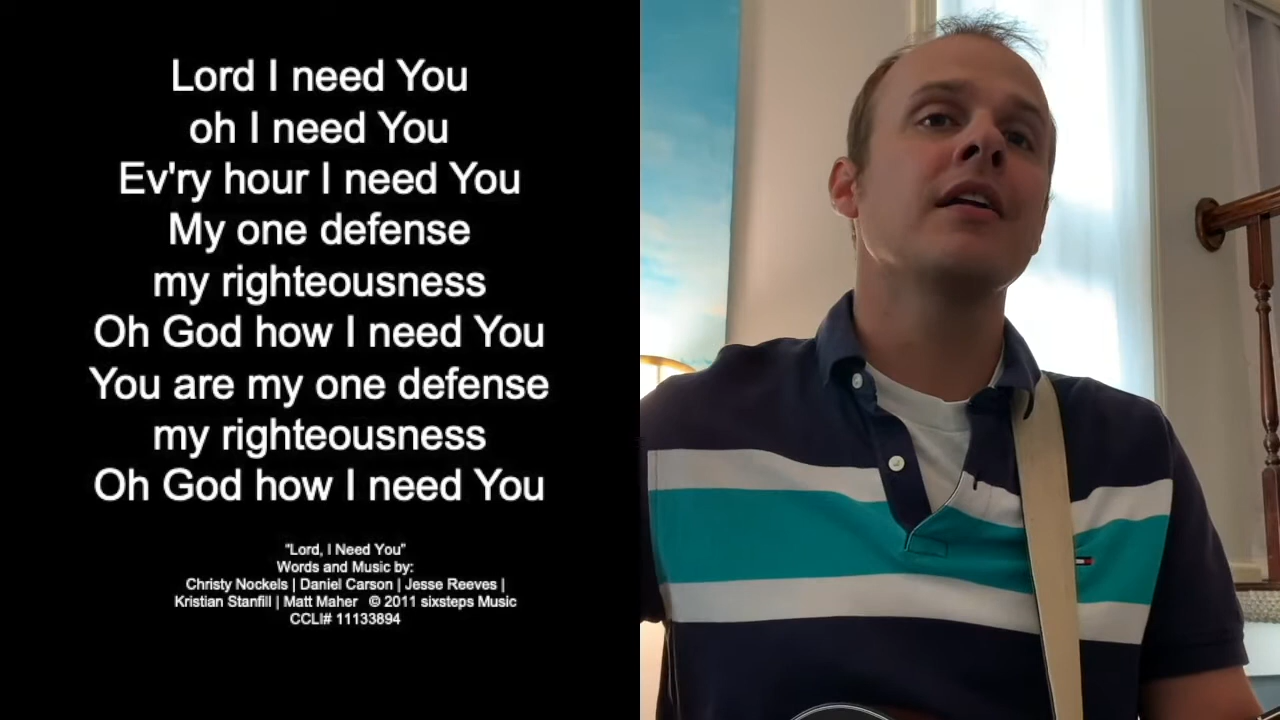 Lord I need You
oh I need You
Ev'ry hour I need You
My one defense
my righteousness
Oh God how I need You
You are my one defense
my righteousness
Oh God how I need You
“Lord, I Need You”
Words and Music by:
Christy Nockels | Daniel Carson | Jesse Reeves |
Kristian Stanfill | Matt Maher © 2011 sixsteps Music
CCLI# 11133894